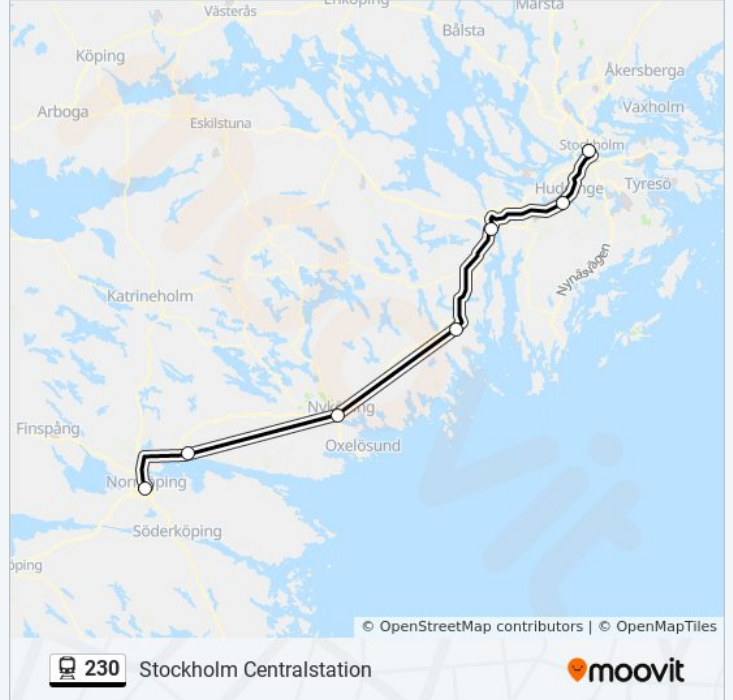 Enköping
Märsta
Västerås
Bålsta
Köping
Åkersberga
Arboga
Vaxholm
Eskilstuna
Stockholm
Huddinge
Tyresö
Nynäsvägen
Katrineholm
Nyköping
Finspång
Oxelösund
Norrköping
Söderköping
öping
© OpenStreetMap contributors | © OpenMapTiles
230 Stockholm Centralstation
moovit